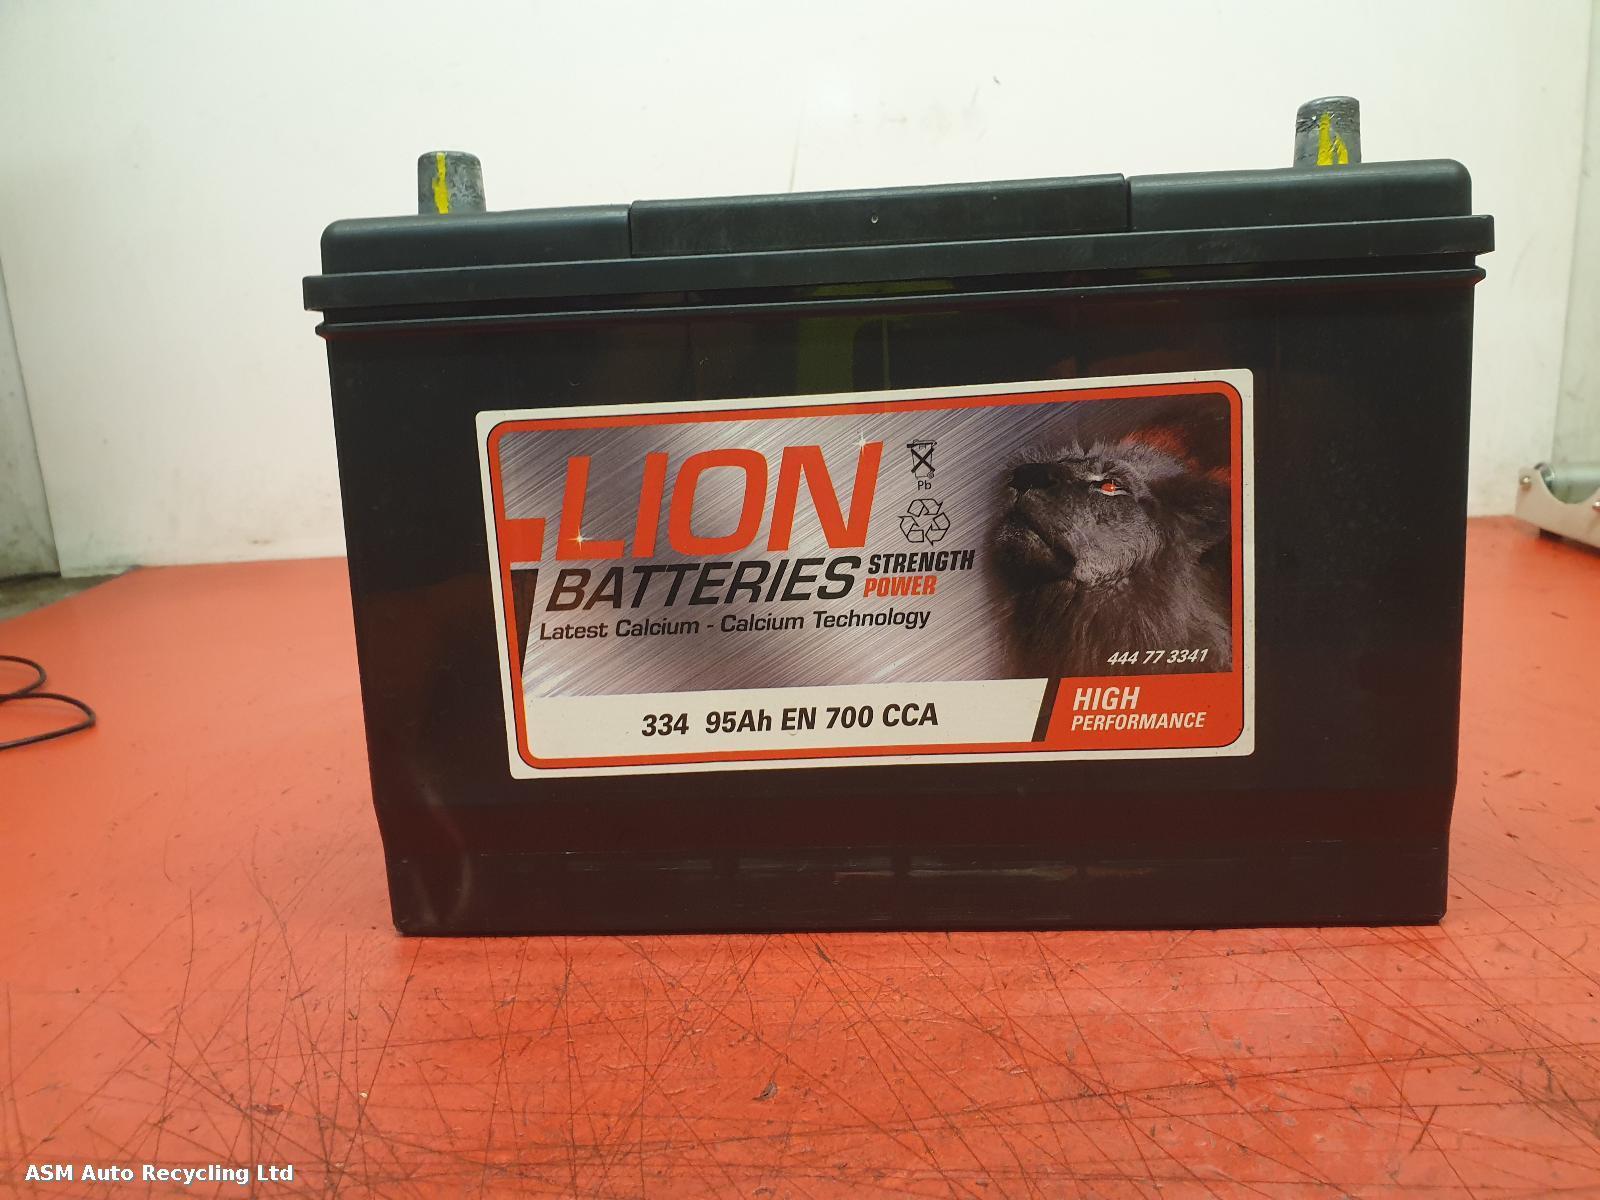 LION
Pb
BATTERIES
STRENGTH
POWER
Latest Calcium - Calcium Technology
444 77 3341
334 95Ah EN 700 CCA
HIGH
PERFORMANCE
ASM Auto Recycling Ltd